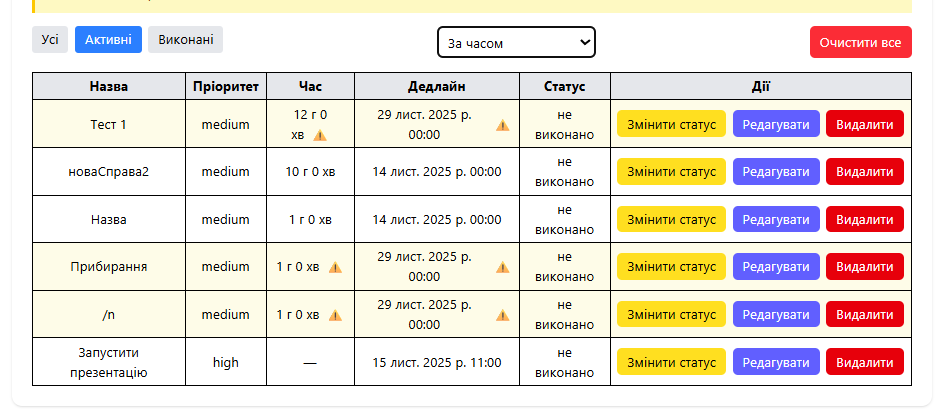 Усі Активні Виконані За часом Очистити все
Назва Пріоритет Час Дедлайн Статус Дії
Тест 1 medium 12 г 0 хв 29 лист. 2025 р. 00:00 не виконано Змінити статус Редагувати Видалити
новаСправа2 medium 10 г 0 хв 14 лист. 2025 р. 00:00 не виконано Змінити статус Редагувати Видалити
Назва medium 1 г 0 хв 14 лист. 2025 р. 00:00 не виконано Змінити статус Редагувати Видалити
Прибирання medium 1 г 0 хв 29 лист. 2025 р. 00:00 не виконано Змінити статус Редагувати Видалити
/n medium 1 г 0 хв 29 лист. 2025 р. 00:00 не виконано Змінити статус Редагувати Видалити
Запустити презентацію high — 15 лист. 2025 р. 11:00 не виконано Змінити статус Редагувати Видалити